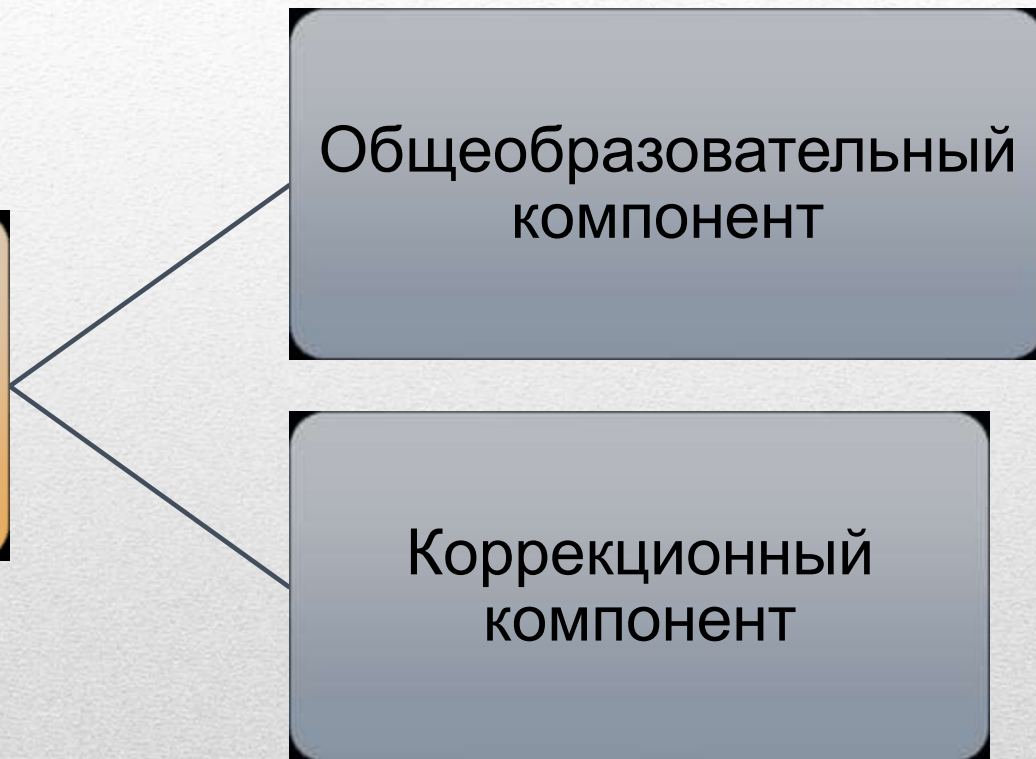 Общеобразовательный
компонент
Коррекционный
компонент